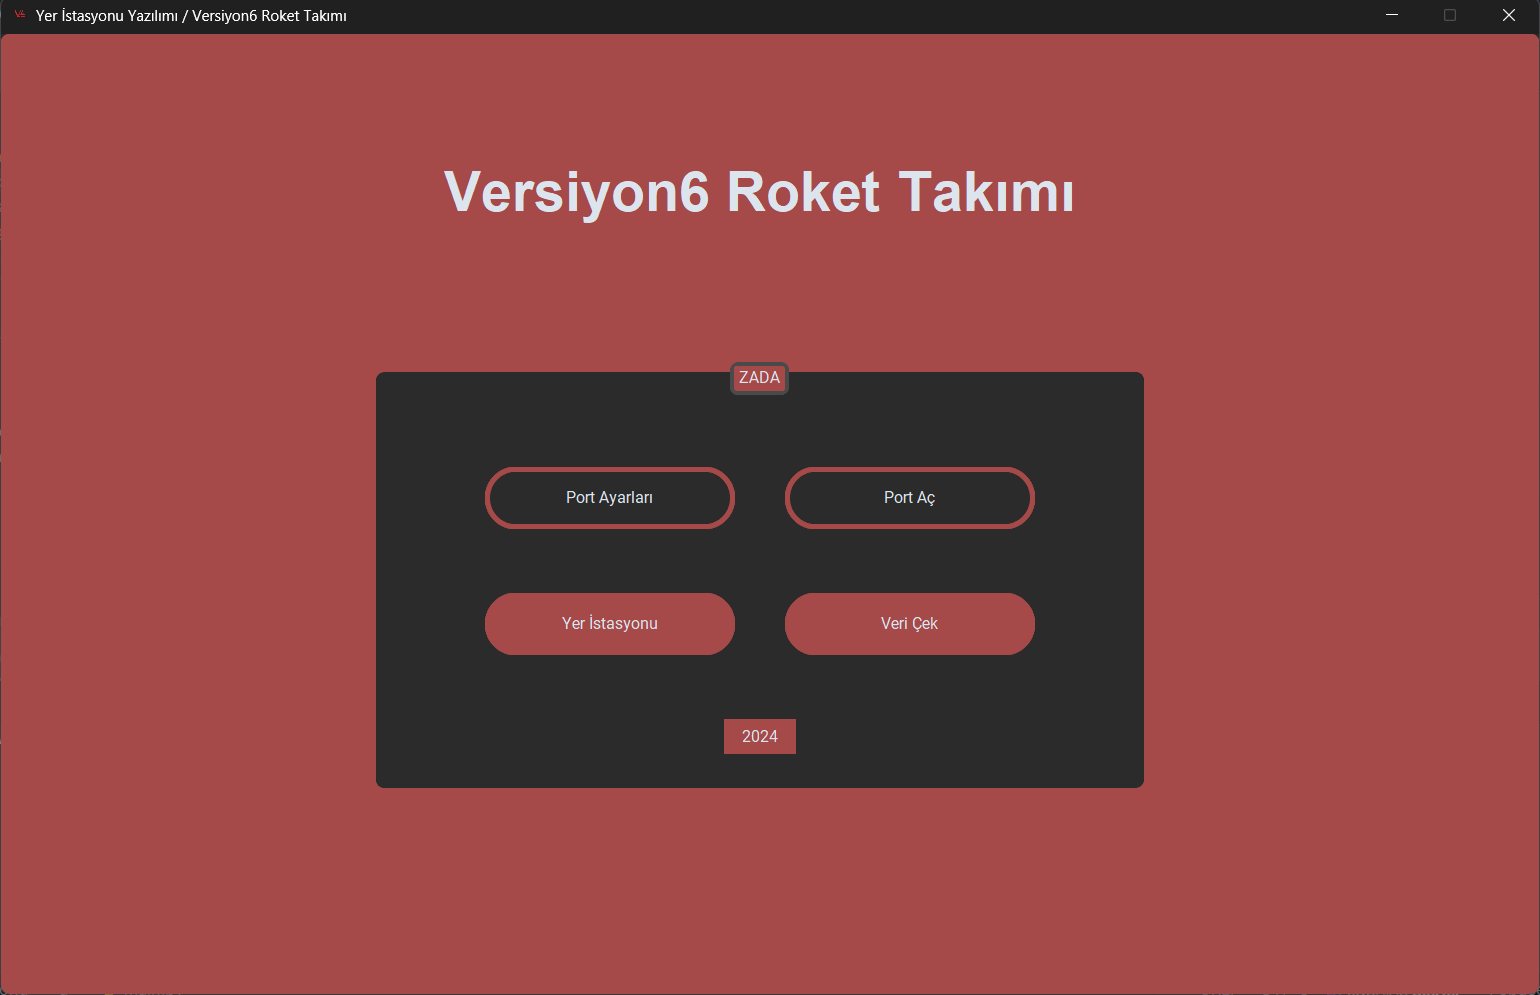 Yer İstasyonu Yazılımı / Versiyon6 Roket Takımı
Versiyon6 Roket Takımı
ZADA
Port Ayarları
Port Aç
Yer İstasyonu
Veri Çek
2024